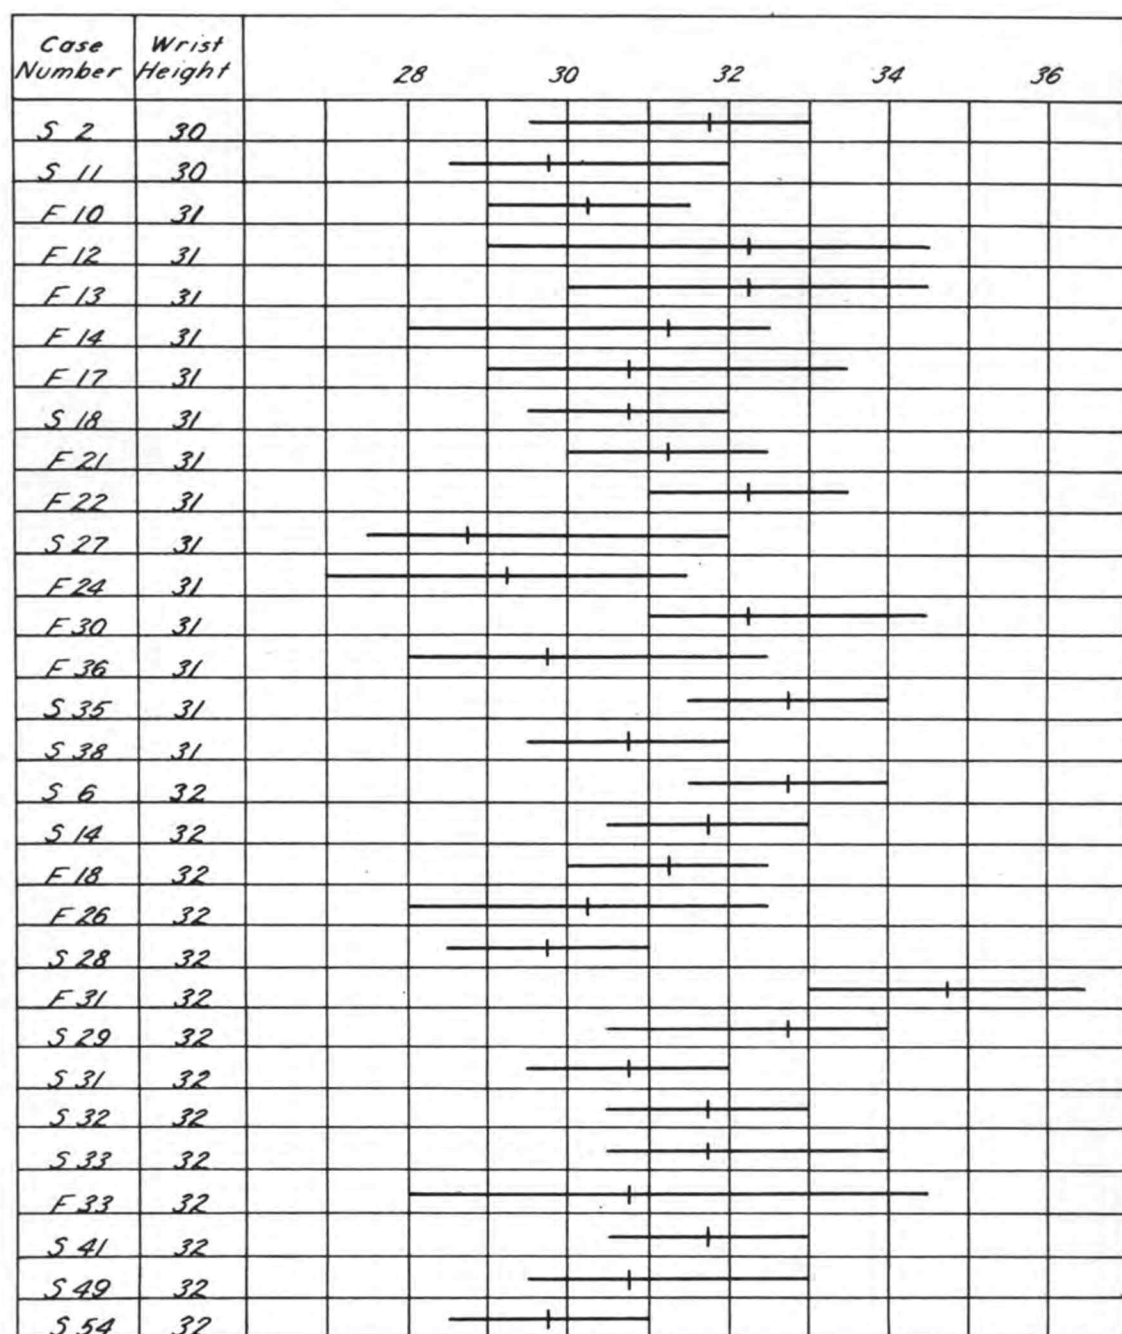 Case Number Wrist Height 28 30 32 34 36
S 2 30
S 11 30
F 10 31
F 12 31
F 13 31
F 14 31
F 17 31
S 18 31
F 21 31
F 22 31
S 27 31
F 24 31
F 30 31
F 36 31
S 35 31
S 38 31
S 6 32
S 14 32
F 18 32
F 26 32
S 28 32
F 31 32
S 29 32
S 31 32
S 32 32
S 33 32
F 33 32
S 41 32
S 49 32
S 54 32